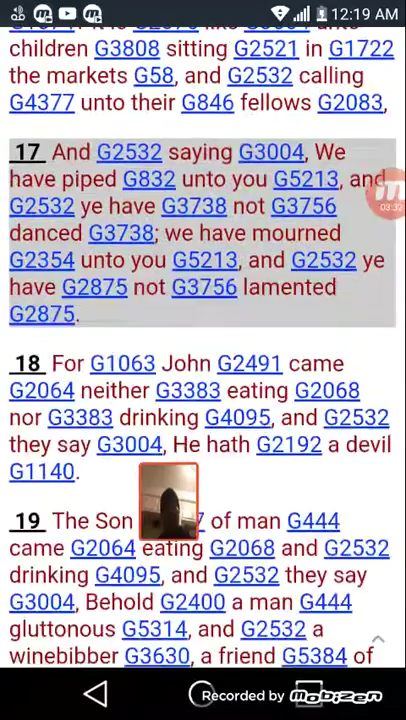 12:19 AM
children G3808 sitting G2521 in G1722
the markets G58, and G2532 calling
G4377 unto their G846 fellows G2083,
17 And G2532 saying G3004, We
have piped G832 unto you G5213, and
G2532 ye have G3738 not G3756
danced G3738; we have mourned
G2354 unto you G5213, and G2532 ye
have G2875 not G3756 lamented
G2875.
03:32
18 For G1063 John G2491 came
G2064 neither G3383 eating G2068
nor G3383 drinking G4095, and G2532
they say G3004, He hath G2192 a devil
G1140.
19 The Son of man G444
came G2064 eating G2068 and G2532
drinking G4095, and G2532 they say
G3004, Behold G2400 a man G444
gluttonous G5314, and G2532 a
winebibber G3630, a friend G5384 of
Recorded by Mobizen